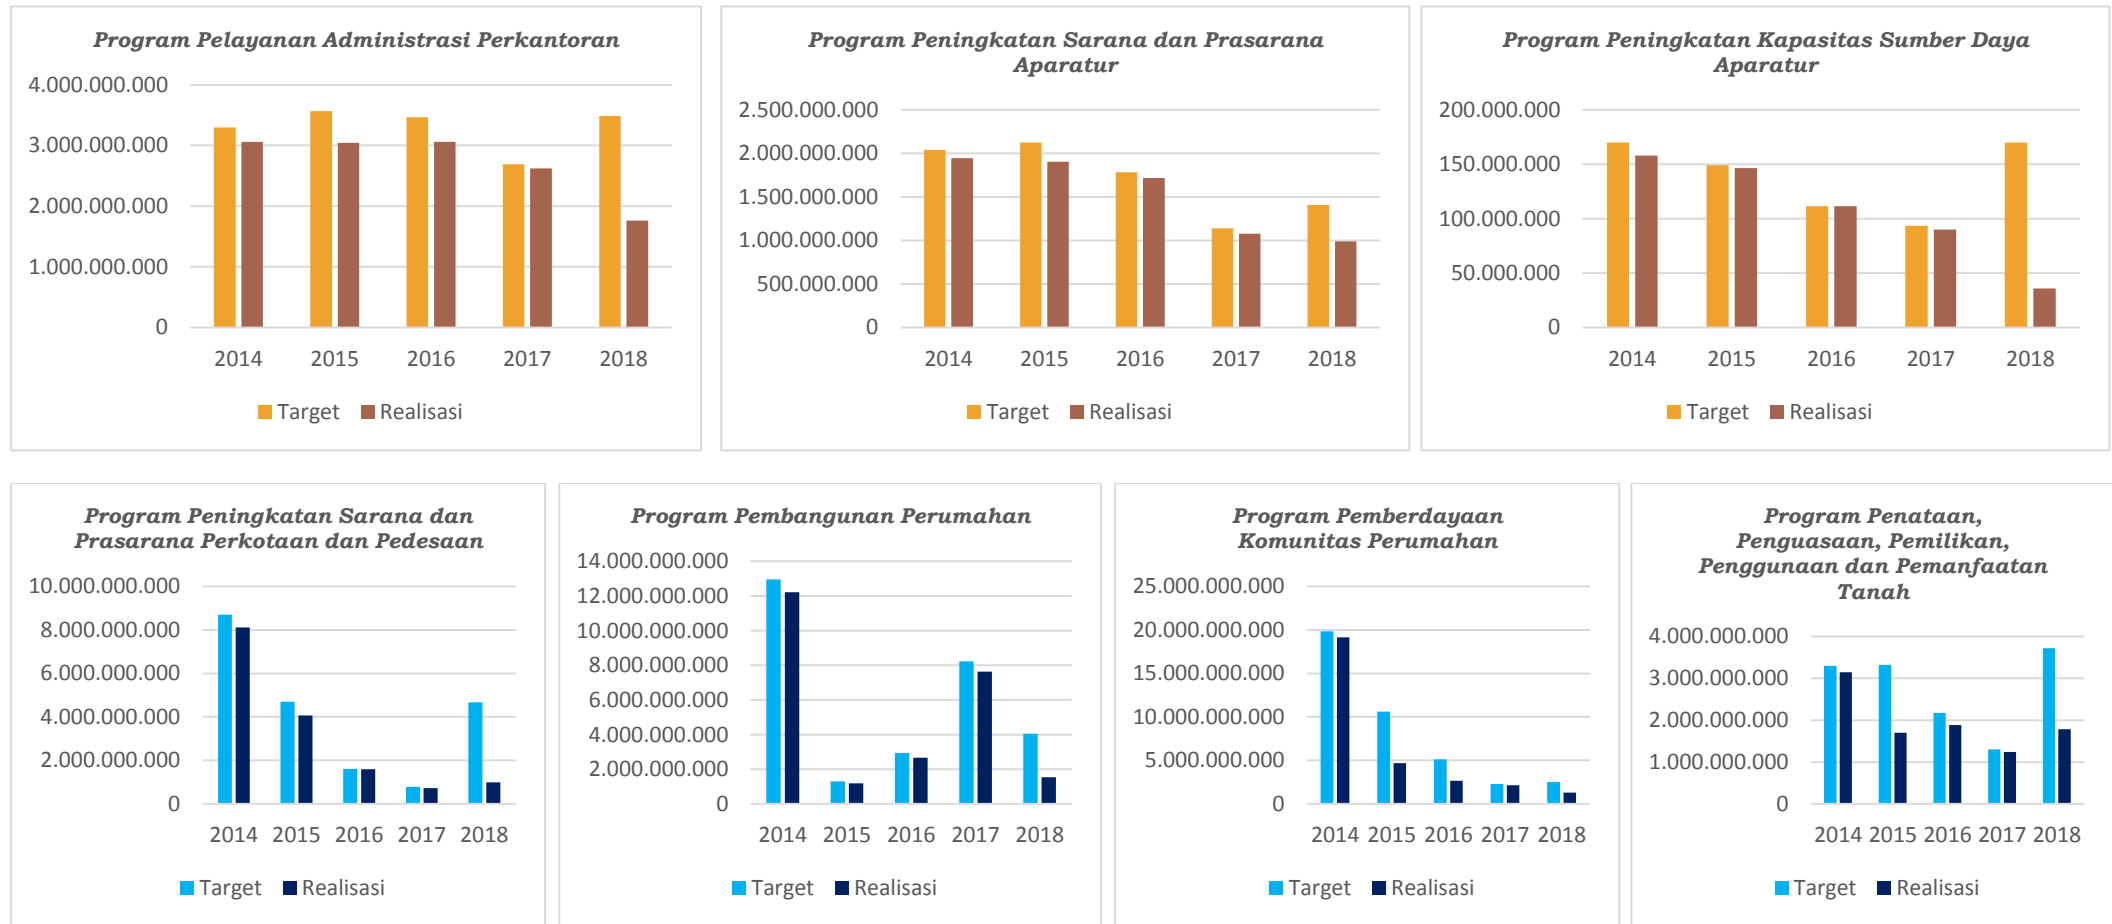 Program Pelayanan Administrasi Perkantoran
4.000.000.000
3.000.000.000
2.000.000.000
1.000.000.000
0
2014 2015 2016 2017 2018
Target Realisasi
Program Peningkatan Sarana dan Prasarana
Aparatur
2.500.000.000
2.000.000.000
1.500.000.000
1.000.000.000
500.000.000
0
2014 2015 2016 2017 2018
Target Realisasi
Program Peningkatan Kapasitas Sumber Daya
Aparatur
200.000.000
150.000.000
100.000.000
50.000.000
0
2014 2015 2016 2017 2018
Target Realisasi
Program Peningkatan Sarana dan
Prasarana Perkotaan dan Pedesaan
10.000.000.000
8.000.000.000
6.000.000.000
4.000.000.000
2.000.000.000
0
2014 2015 2016 2017 2018
Target Realisasi
Program Pembangunan Perumahan
14.000.000.000
12.000.000.000
10.000.000.000
8.000.000.000
6.000.000.000
4.000.000.000
2.000.000.000
0
2014 2015 2016 2017 2018
Target Realisasi
Program Pemberdayaan
Komunitas Perumahan
25.000.000.000
20.000.000.000
15.000.000.000
10.000.000.000
5.000.000.000
0
2014 2015 2016 2017 2018
Target Realisasi
Program Penataan,
Penguasaan, Pemilikan,
Penggunaan dan Pemanfaatan
Tanah
4.000.000.000
3.000.000.000
2.000.000.000
1.000.000.000
0
2014 2015 2016 2017 2018
Target Realisasi